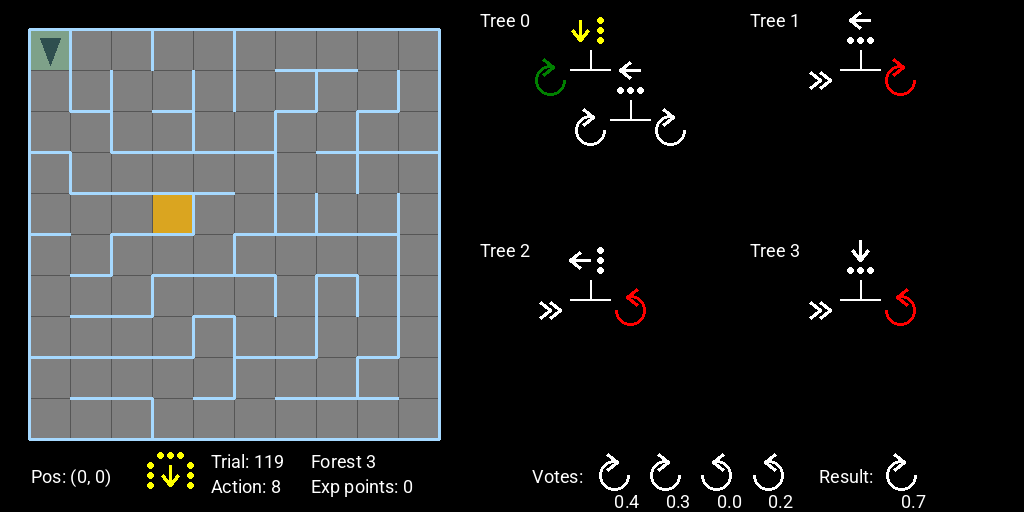 Tree 0
Tree 1
Tree 2
Tree 3
Pos: (0, 0)
Trial: 119
Forest 3
Action: 8
Exp points: 0
Votes:
0.4
0.3
0.0
0.2
Result:
0.7